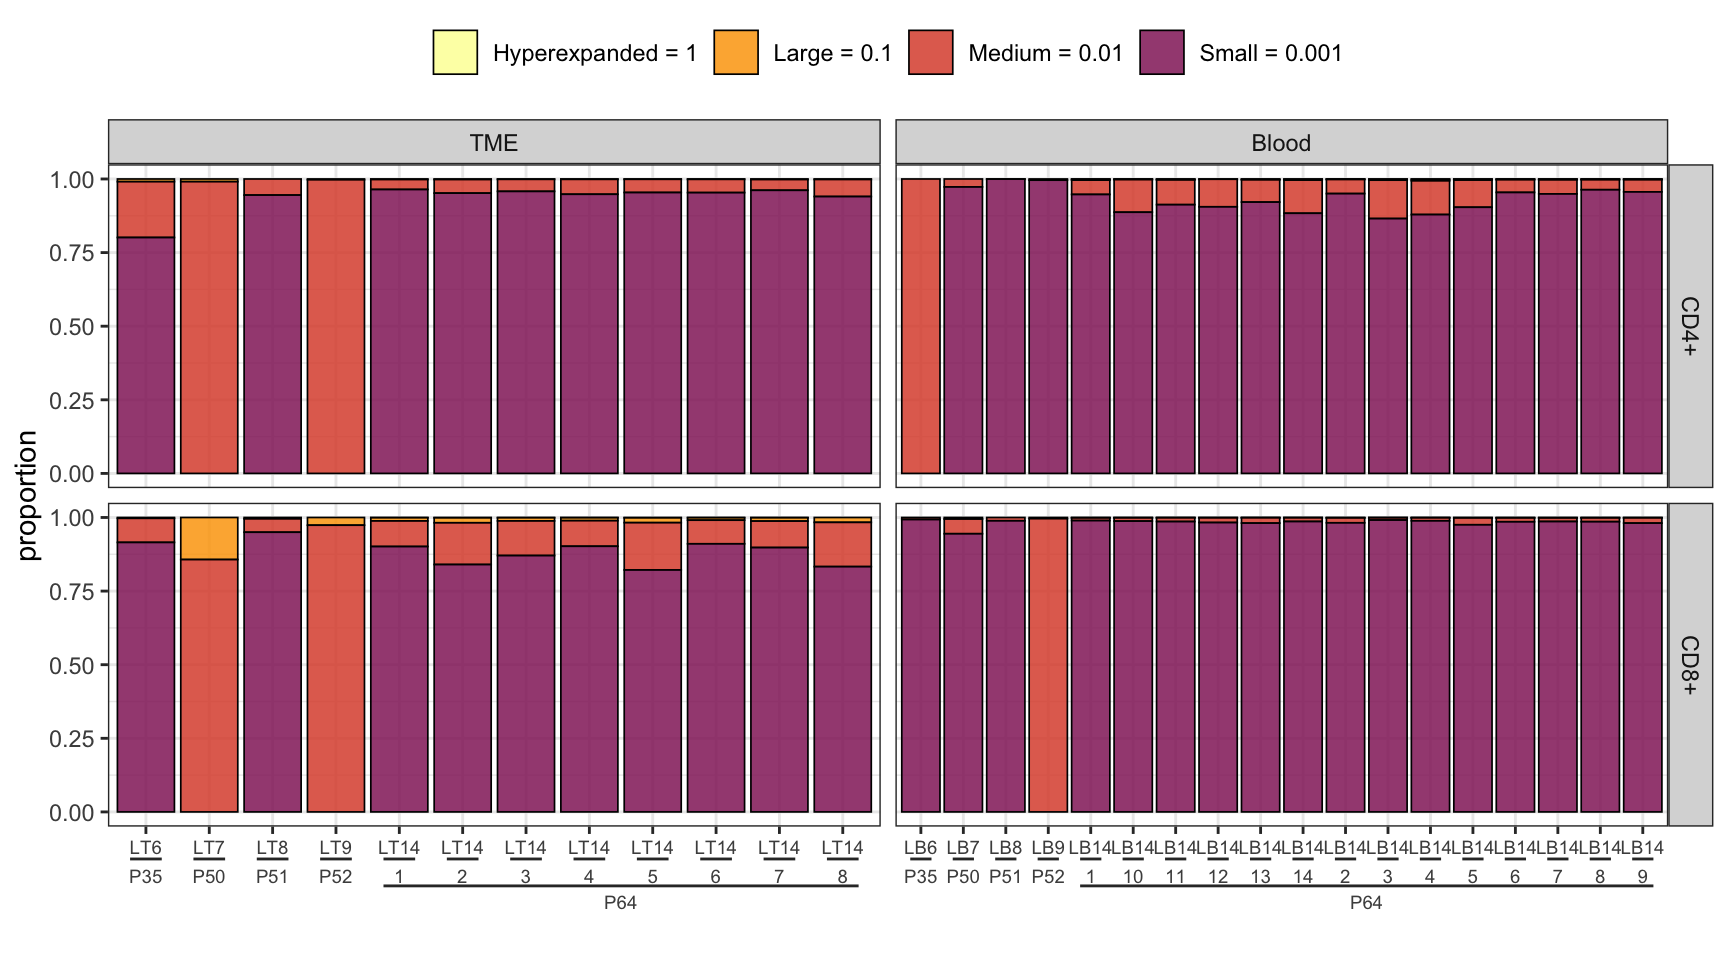 Hyperexpanded = 1 Large = 0.1 Medium = 0.01 Small = 0.001
TME Blood
proportion
1.00
0.75
0.50
0.25
0.00
CD4+
1.00
0.75
0.50
0.25
0.00
CD8+
LT6 LT7 LT8 LT9 LT14 LT14 LT14 LT14 LT14 LT14 LT14 LT14 LB6 LB7 LB8 LB9 LB14 LB14 LB14 LB14 LB14 LB14 LB14 LB14 LB14 LB14 LB14 LB14 LB14 LB14
P35 P50 P51 P52 1 2 3 4 5 6 7 8 P35 P50 P51 P52 1 10 11 12 13 14 2 3 4 5 6 7 8 9
P64 P64